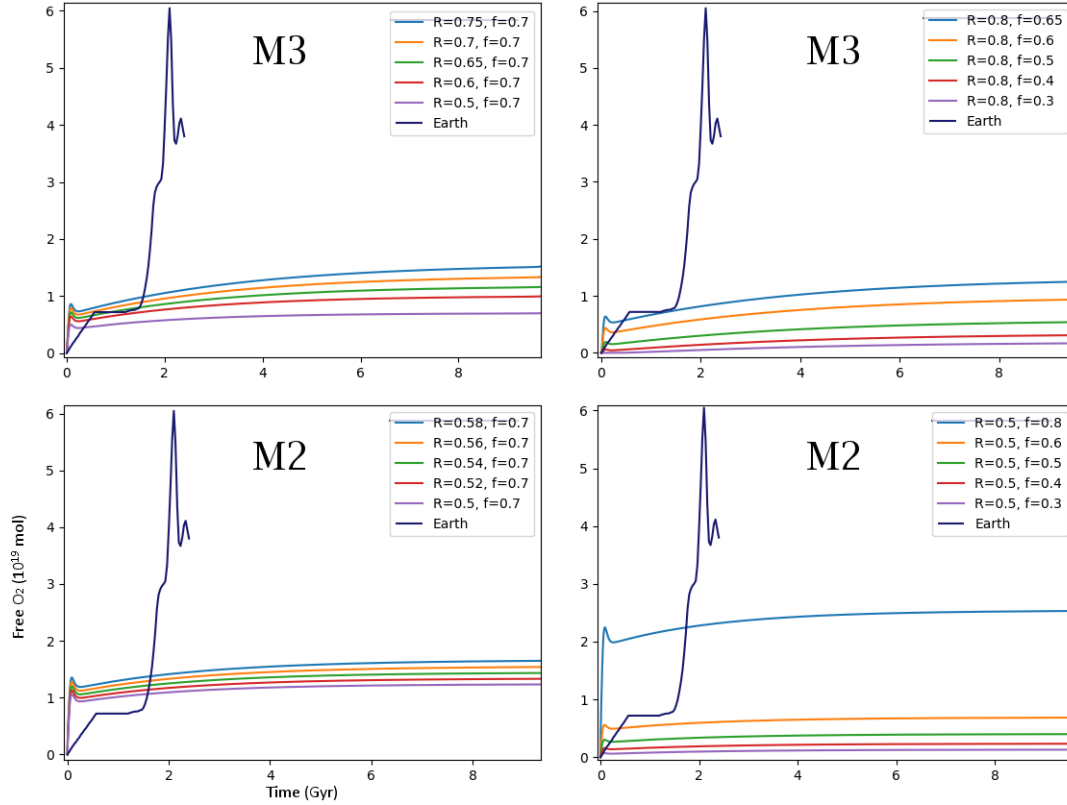 M3
R=0.75, f=0.7
R=0.7, f=0.7
R=0.65, f=0.7
R=0.6, f=0.7
R=0.5, f=0.7
Earth
6
5
4
3
2
1
0
0 2 4 6 8
M3
R=0.8, f=0.65
R=0.8, f=0.6
R=0.8, f=0.5
R=0.8, f=0.4
R=0.8, f=0.3
Earth
6
5
4
3
2
1
0
0 2 4 6 8
M2
R=0.58, f=0.7
R=0.56, f=0.7
R=0.54, f=0.7
R=0.52, f=0.7
R=0.5, f=0.7
Earth
Free O₂ (10¹⁹ mol)
6
5
4
3
2
1
0
0 2 4 6 8
Time (Gyr)
M2
R=0.5, f=0.8
R=0.5, f=0.6
R=0.5, f=0.5
R=0.5, f=0.4
R=0.5, f=0.3
Earth
6
5
4
3
2
1
0
0 2 4 6 8